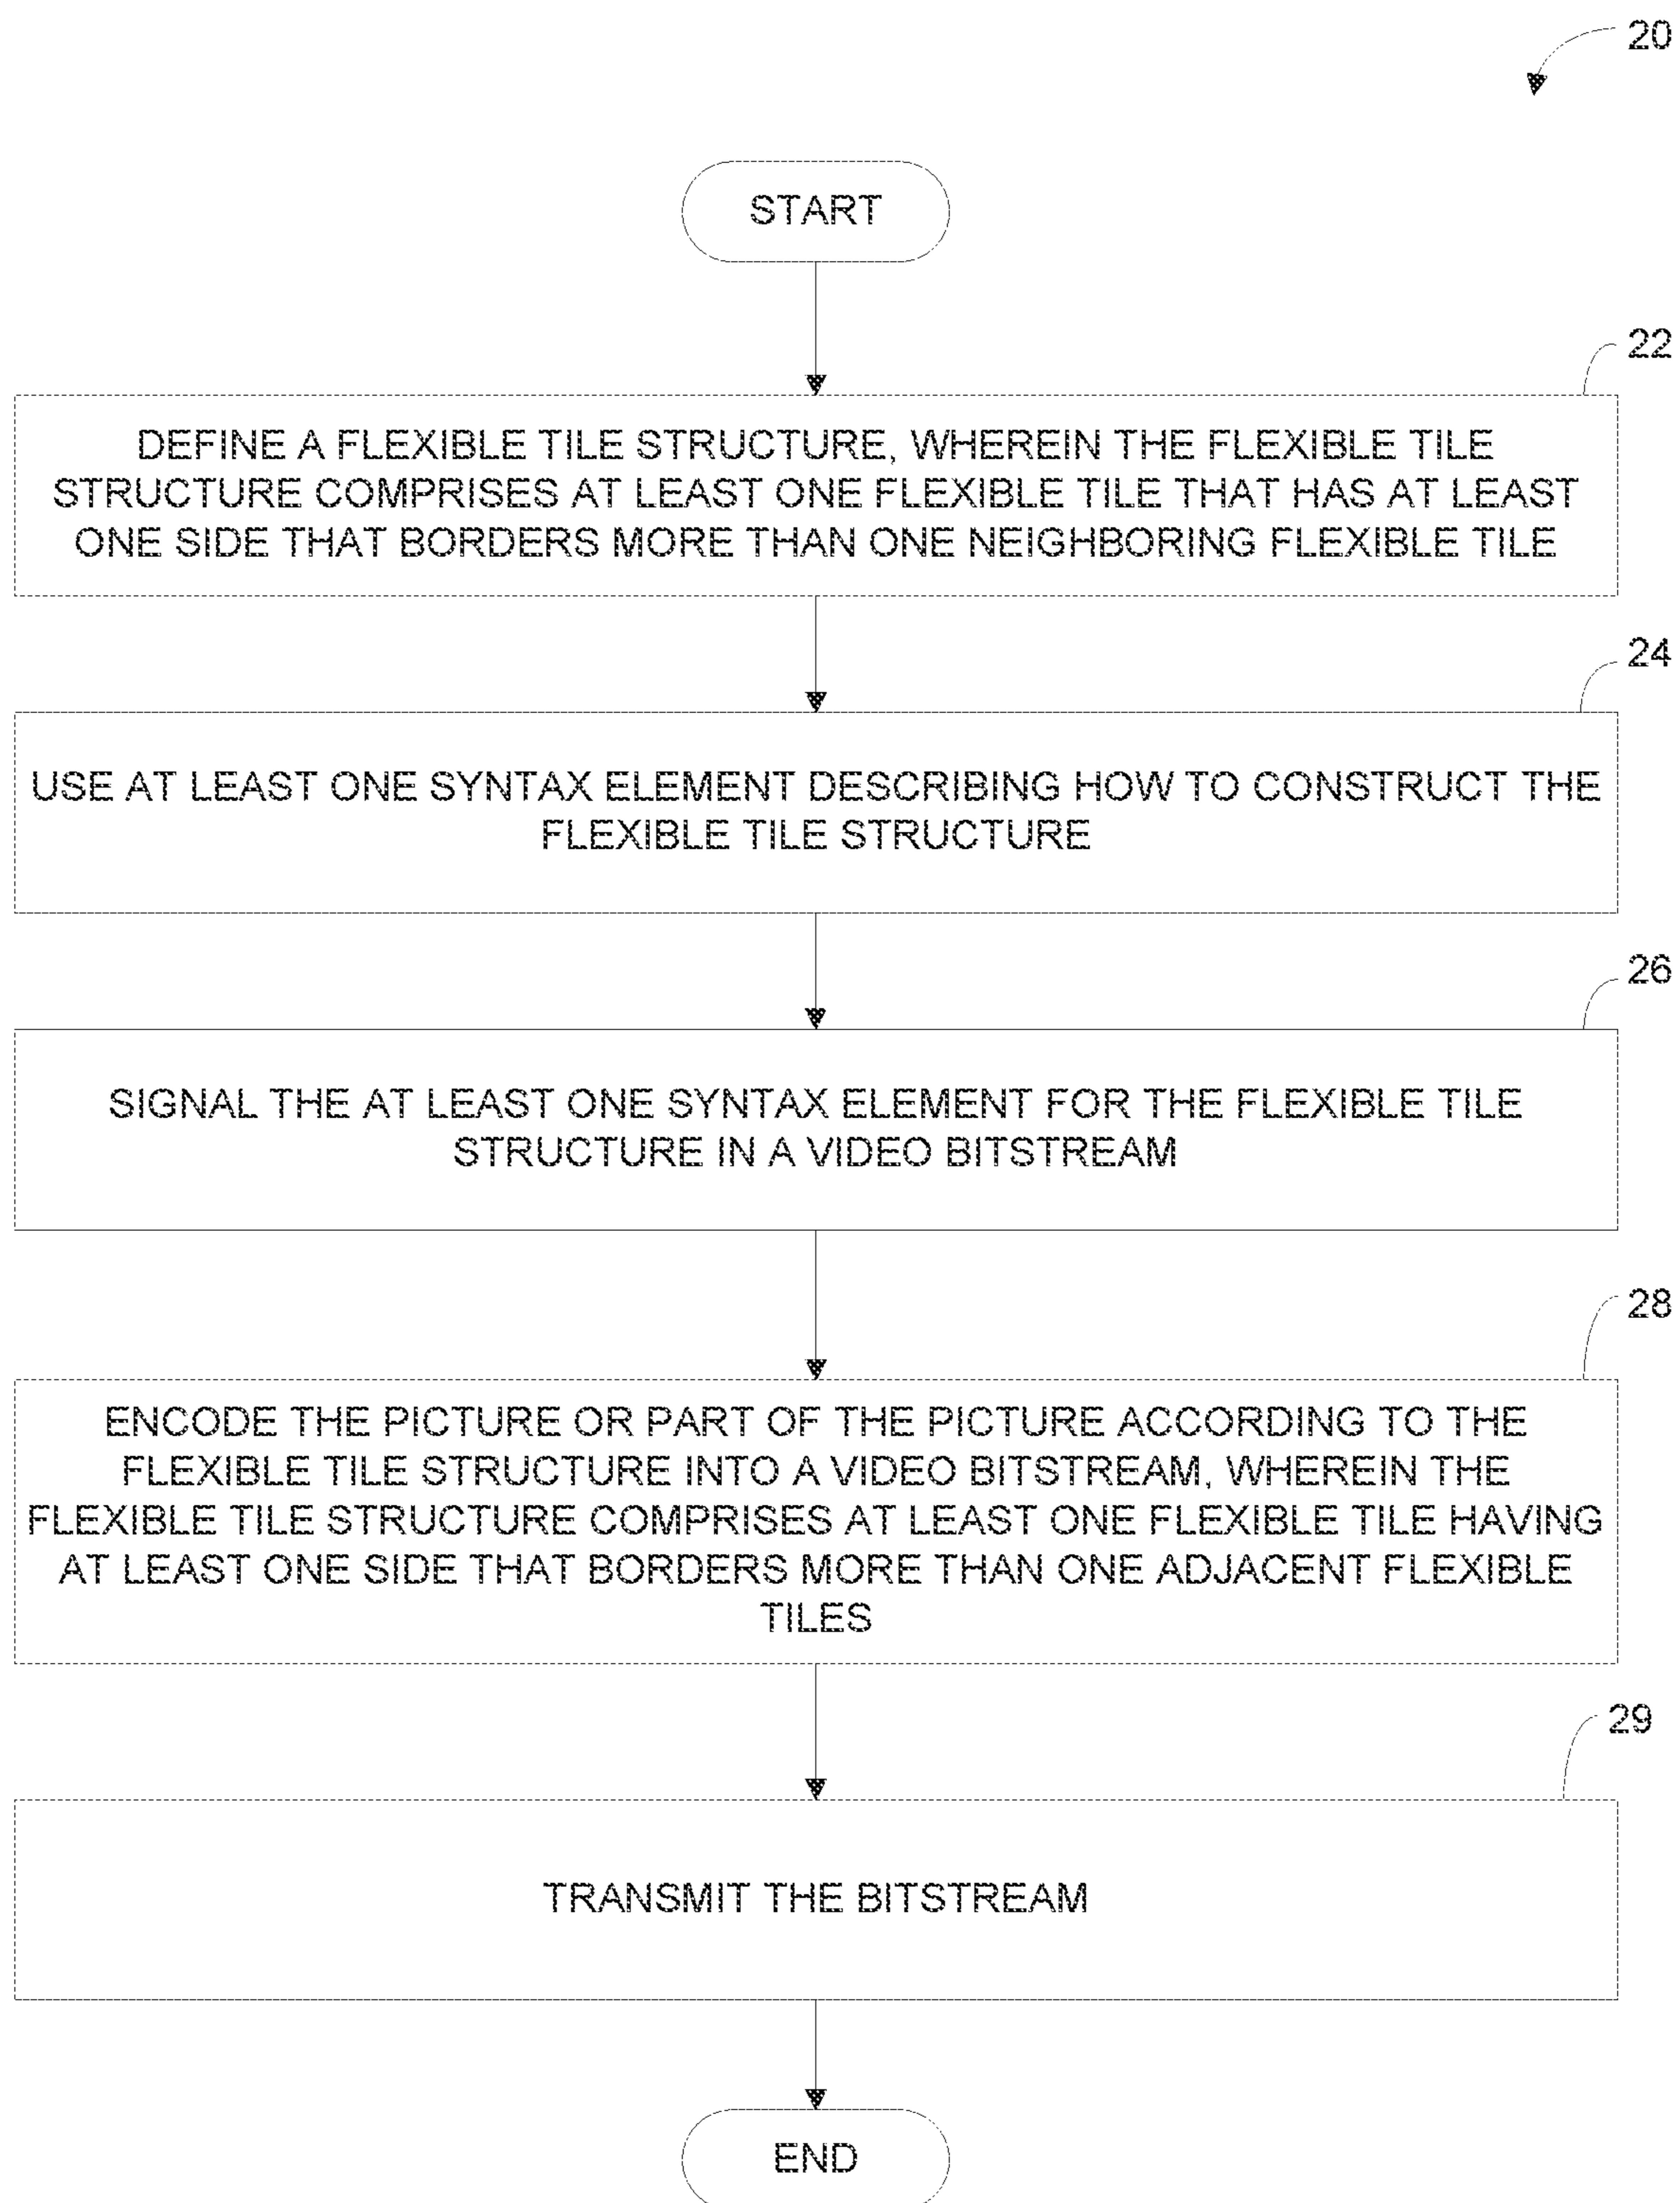 20
START
22
DEFINE A FLEXIBLE TILE STRUCTURE, WHEREIN THE FLEXIBLE TILE
STRUCTURE COMPRISES AT LEAST ONE FLEXIBLE TILE THAT HAS AT LEAST
ONE SIDE THAT BORDERS MORE THAN ONE NEIGHBORING FLEXIBLE TILE
24
USE AT LEAST ONE SYNTAX ELEMENT DESCRIBING HOW TO CONSTRUCT THE
FLEXIBLE TILE STRUCTURE
26
SIGNAL THE AT LEAST ONE SYNTAX ELEMENT FOR THE FLEXIBLE TILE
STRUCTURE IN A VIDEO BITSTREAM
28
ENCODE THE PICTURE OR PART OF THE PICTURE ACCORDING TO THE
FLEXIBLE TILE STRUCTURE INTO A VIDEO BITSTREAM, WHEREIN THE
FLEXIBLE TILE STRUCTURE COMPRISES AT LEAST ONE FLEXIBLE TILE HAVING
AT LEAST ONE SIDE THAT BORDERS MORE THAN ONE ADJACENT FLEXIBLE
TILES
29
TRANSMIT THE BITSTREAM
END